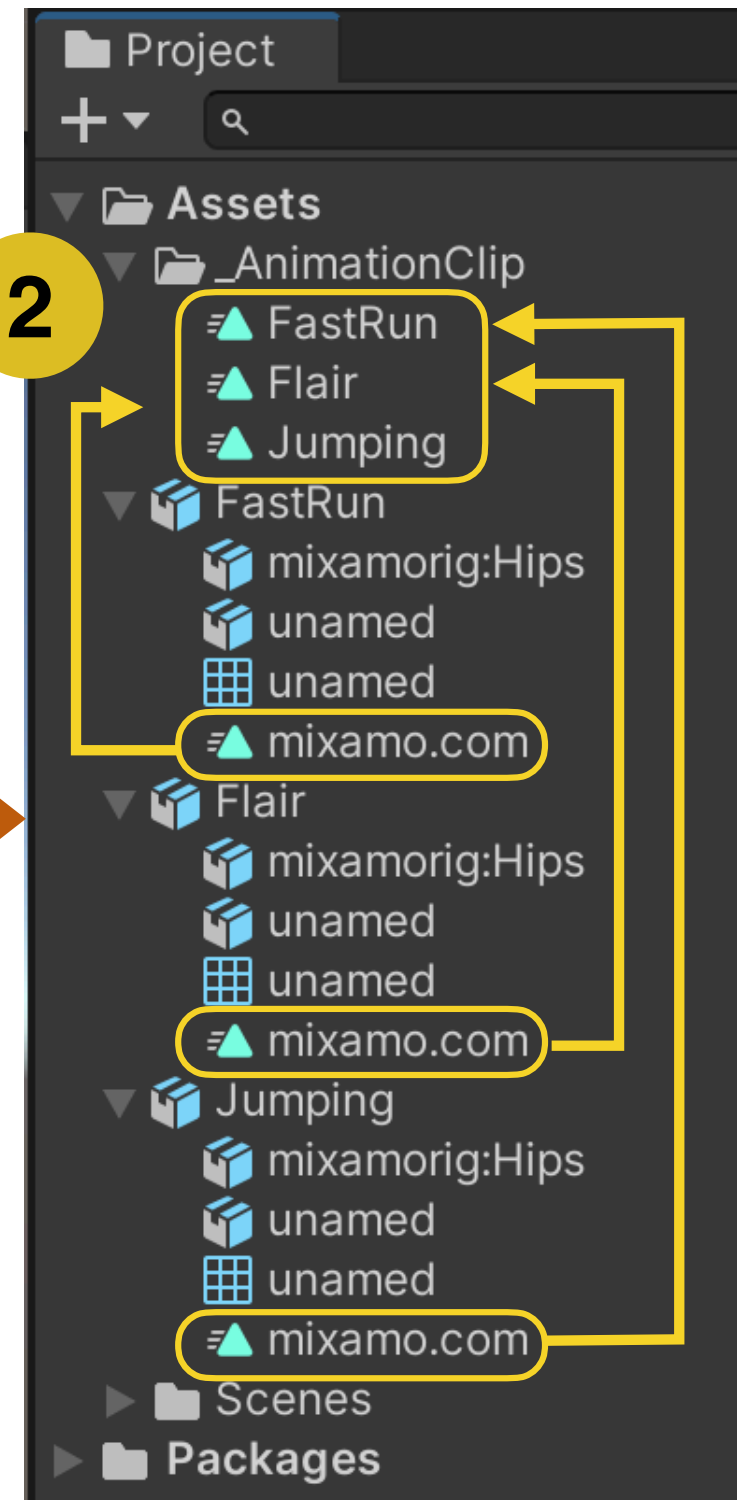 Project
Assets
_AnimationClip
2
FastRun
Flair
Jumping
FastRun
mixamorig:Hips
unamed
unamed
mixamo.com
Flair
mixamorig:Hips
unamed
unamed
mixamo.com
Jumping
mixamorig:Hips
unamed
unamed
mixamo.com
Scenes
Packages